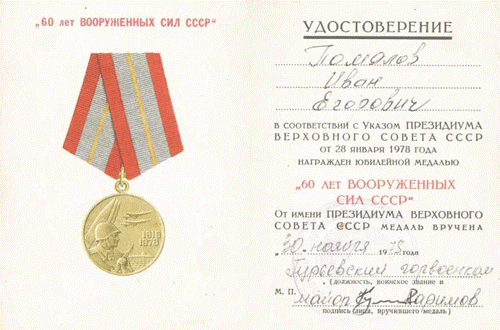 „60 лет ВООРУЖЕННЫХ СИЛ СССР"
1918
1978
УДОСТОВЕРЕНИЕ
Помалов
Иван
Егорович
В СООТВЕТСТВИИ С УКАЗОМ ПРЕЗИДИУМА
ВЕРХОВНОГО СОВЕТА СССР
ОТ 28 ЯНВАРЯ 1978 ГОДА
НАГРАЖДЕН ЮБИЛЕЙНОЙ МЕДАЛЬЮ
„60 ЛЕТ ВООРУЖЕННЫХ
СИЛ СССР"
ОТ ИМЕНИ ПРЕЗИДИУМА ВЕРХОВНОГО
СОВЕТА СССР МЕДАЛЬ ВРУЧЕНА
„30 ноября 1978 года
Гурьевский горвоенком
(должность, воинское звание и
М. П. майор Каримов
подпись лица, вручившего медаль)